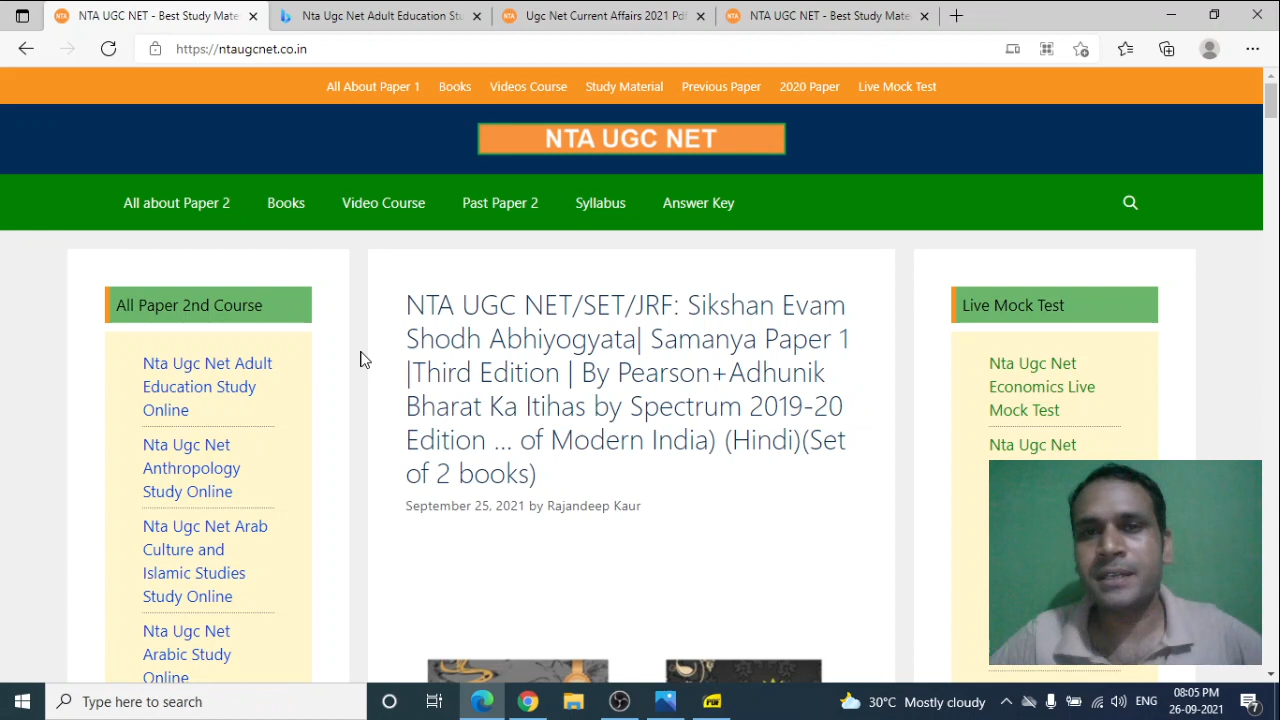 NTA UGC NET - Best Study Mate
Nta Ugc Net Adult Education St
Ugc Net Current Affairs 2021 Pd
NTA UGC NET - Best Study Mate
https://ntaugcnet.co.in
All About Paper 1 Books Videos Course Study Material Previous Paper 2020 Paper Live Mock Test
NTA UGC NET
All about Paper 2 Books Video Course Past Paper 2 Syllabus Answer Key
All Paper 2nd Course
Nta Ugc Net Adult
Education Study
Online
Nta Ugc Net
Anthropology
Study Online
Nta Ugc Net Arab
Culture and
Islamic Studies
Study Online
Nta Ugc Net
Arabic Study
Online
NTA UGC NET/SET/JRF: Sikshan Evam
Shodh Abhiyogyata| Samanya Paper 1
|Third Edition | By Pearson+Adhunik
Bharat Ka Itihas by Spectrum 2019-20
Edition ... of Modern India) (Hindi)(Set
of 2 books)
September 25, 2021 by Rajandeep Kaur
Live Mock Test
Nta Ugc Net
Economics Live
Mock Test
Nta Ugc Net
Type here to search
30°C Mostly cloudy
ENG
08:05 PM
26-09-2021
7